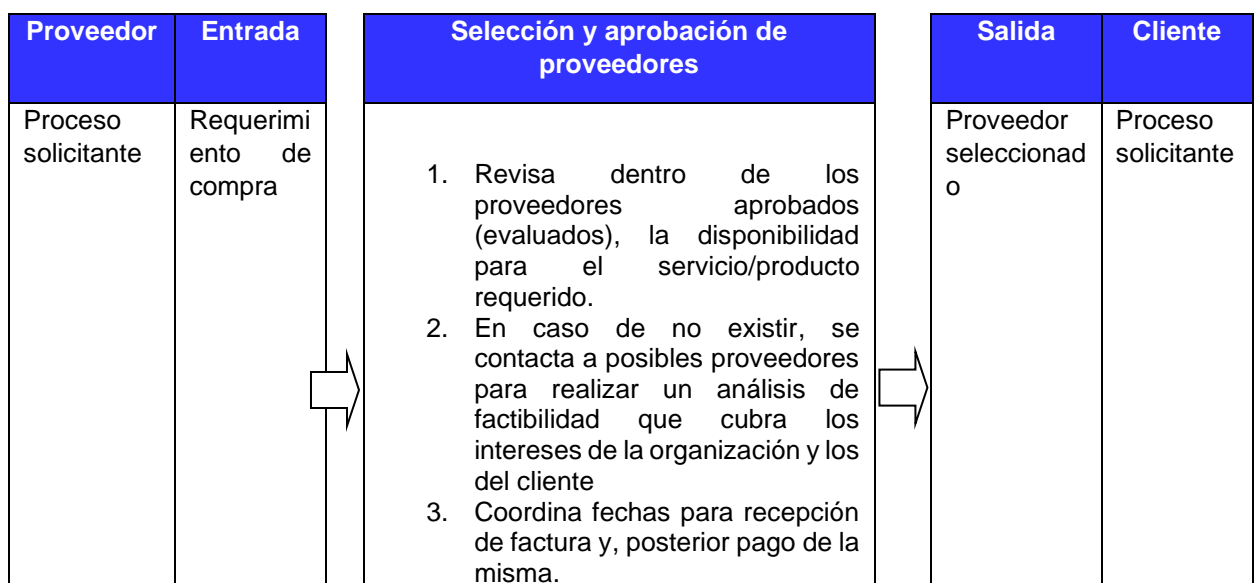 Proveedor
Entrada
Selección y aprobación de
proveedores
Salida
Cliente
Proceso
solicitante
Requerimi
ento de
compra
1. Revisa dentro de los
proveedores aprobados
(evaluados), la disponibilidad
para el servicio/producto
requerido.
2. En caso de no existir, se
contacta a posibles proveedores
para realizar un análisis de
factibilidad que cubra los
intereses de la organización y los
del cliente
3. Coordina fechas para recepción
de factura y, posterior pago de la
misma.
Proveedor
seleccionad
o
Proceso
solicitante